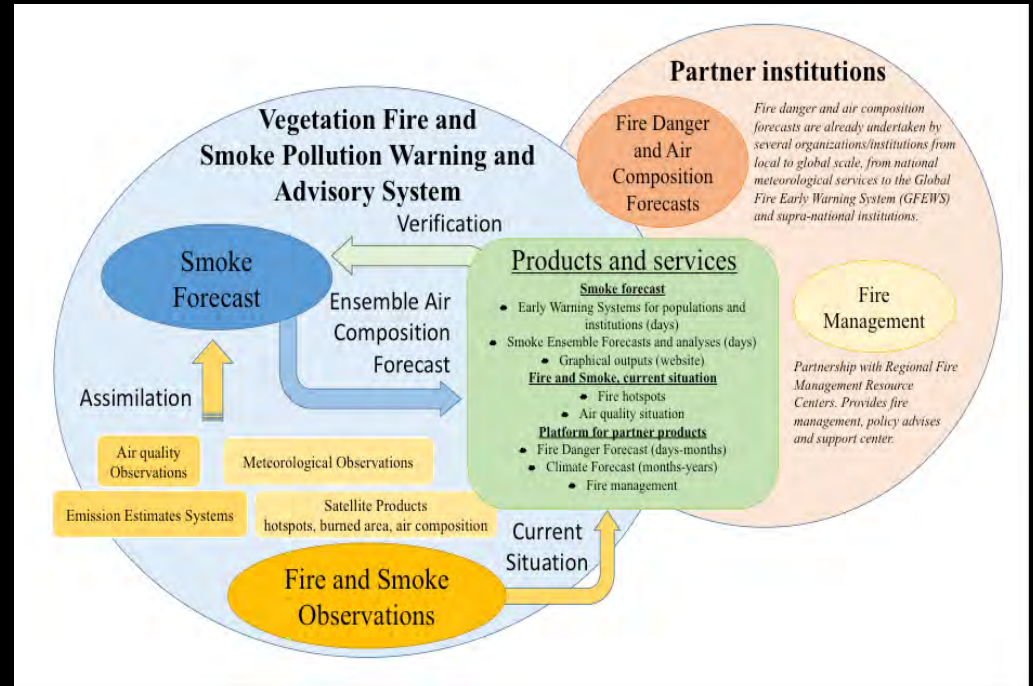 Vegetation Fire and
Smoke Pollution Warning and
Advisory System
Verification
Smoke
Forecast
Ensemble Air
Composition
Forecast
Assimilation
Air quality
Observations
Meteorological Observations
Emission Estimates Systems
Satellite Products
hotspots, burned area, air composition
Fire and Smoke
Observations
Current
Situation
Products and services
Smoke forecast
Early Warning Systems for populations and
institutions (days)
Smoke Ensemble Forecasts and analyses (days)
Graphical outputs (website)
Fire and Smoke, current situation
Fire hotspots
Air quality situation
Platform for partner products
Fire Danger Forecast (days-months)
Climate Forecast (months-years)
Fire management
Partner institutions
Fire Danger
and Air
Composition
Forecasts
Fire danger and air composition
forecasts are already undertaken by
several organizations/institutions from
local to global scale, from national
meteorological services to the Global
Fire Early Warning System (GFEWS)
and supra-national institutions.
Fire
Management
Partnership with Regional Fire
Management Resource
Centers. Provides fire
management, policy advises
and support center.